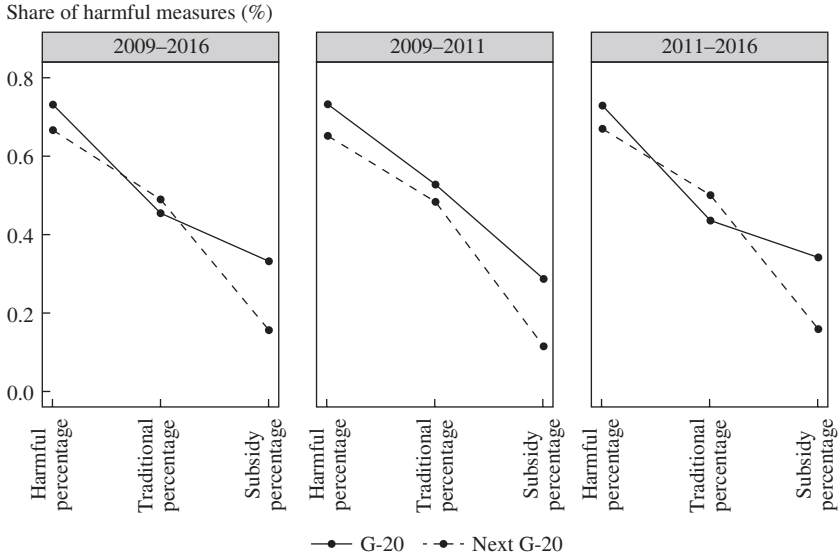 Share of harmful measures (%)
2009–2016
2009–2011
2011–2016
0.8
0.6
0.4
0.2
0.0
Harmful
percentage
Traditional
percentage
Subsidy
percentage
Harmful
percentage
Traditional
percentage
Subsidy
percentage
Harmful
percentage
Traditional
percentage
Subsidy
percentage
G-20
Next G-20